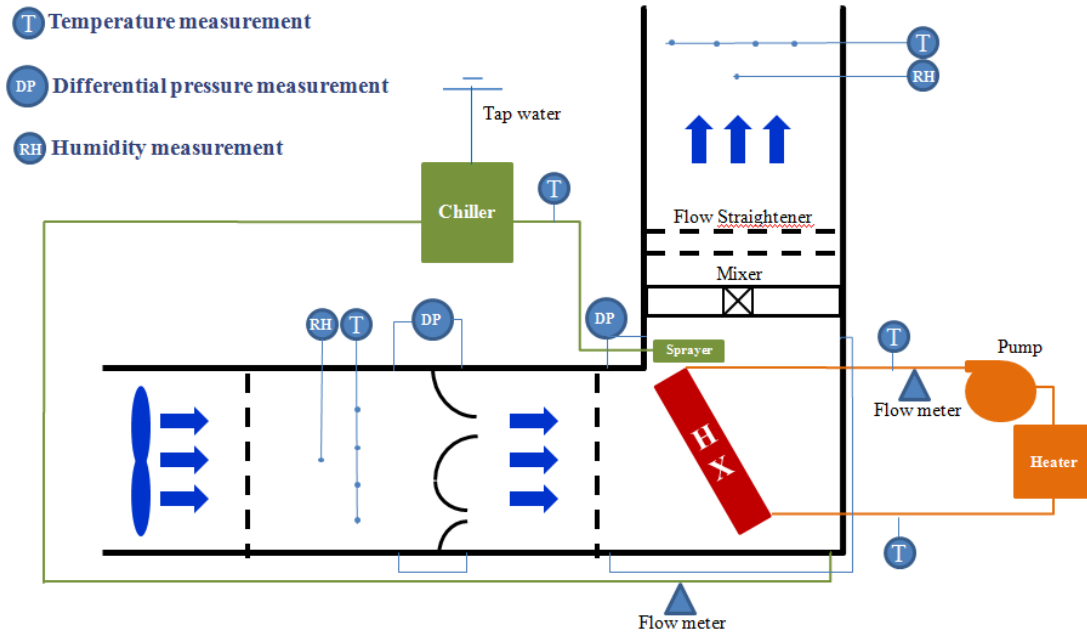 T Temperature measurement
DP Differential pressure measurement
RH Humidity measurement
Tap water
T
RH
Chiller
T
Flow Straightener
Mixer
RH
T
DP
DP
Sprayer
T
Pump
Flow meter
H
X
Heater
T
Flow meter